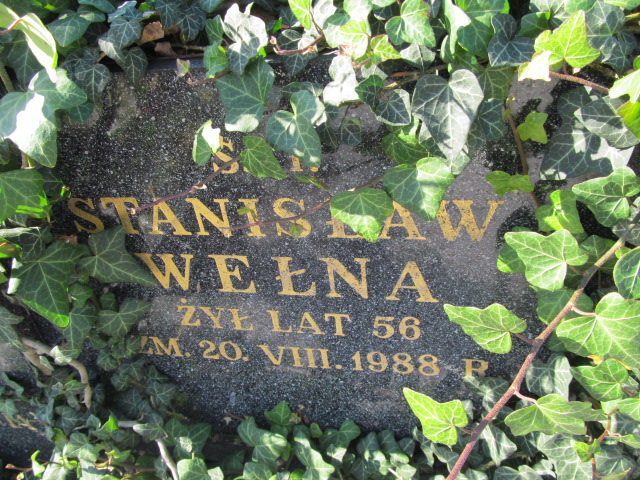 Ś. P.
STANISŁAW
WEŁNA
ŻYŁ LAT 56
ZM. 20. VIII. 1988 R